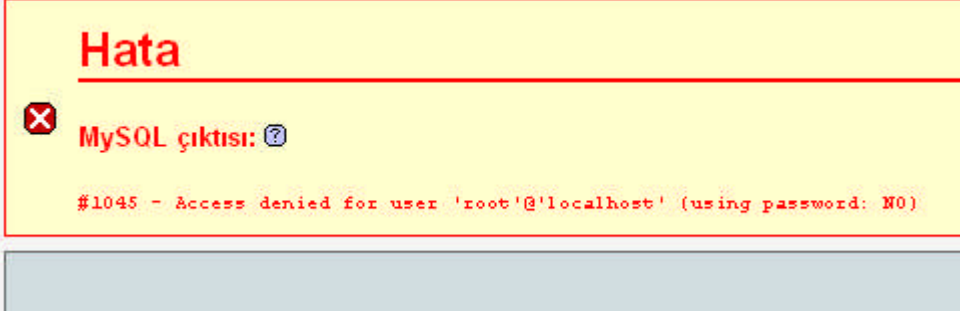 Hata
MySQL çıktısı:
#1045 - Access denied for user 'root'@'localhost' (using password: NO)